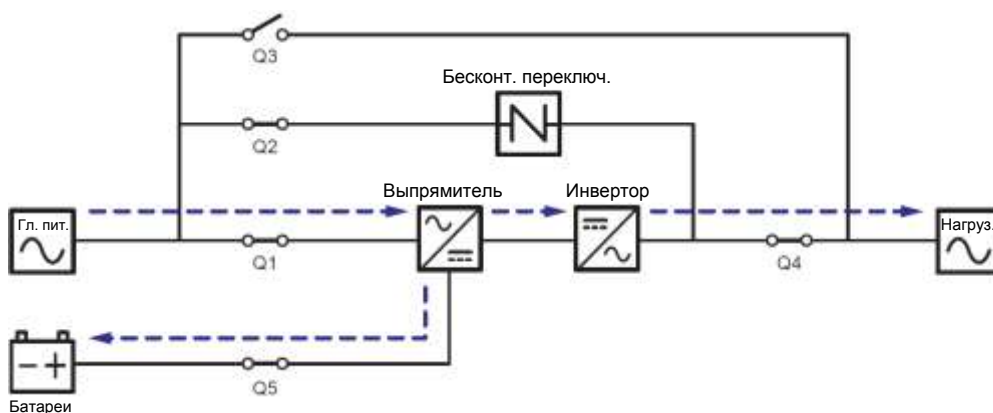 Q3
Бесконт. переключ.
Q2
Выпрямитель
Инвертор
Гл. пит.
Нагруз.
Q1
Q4
Q5
Батареи